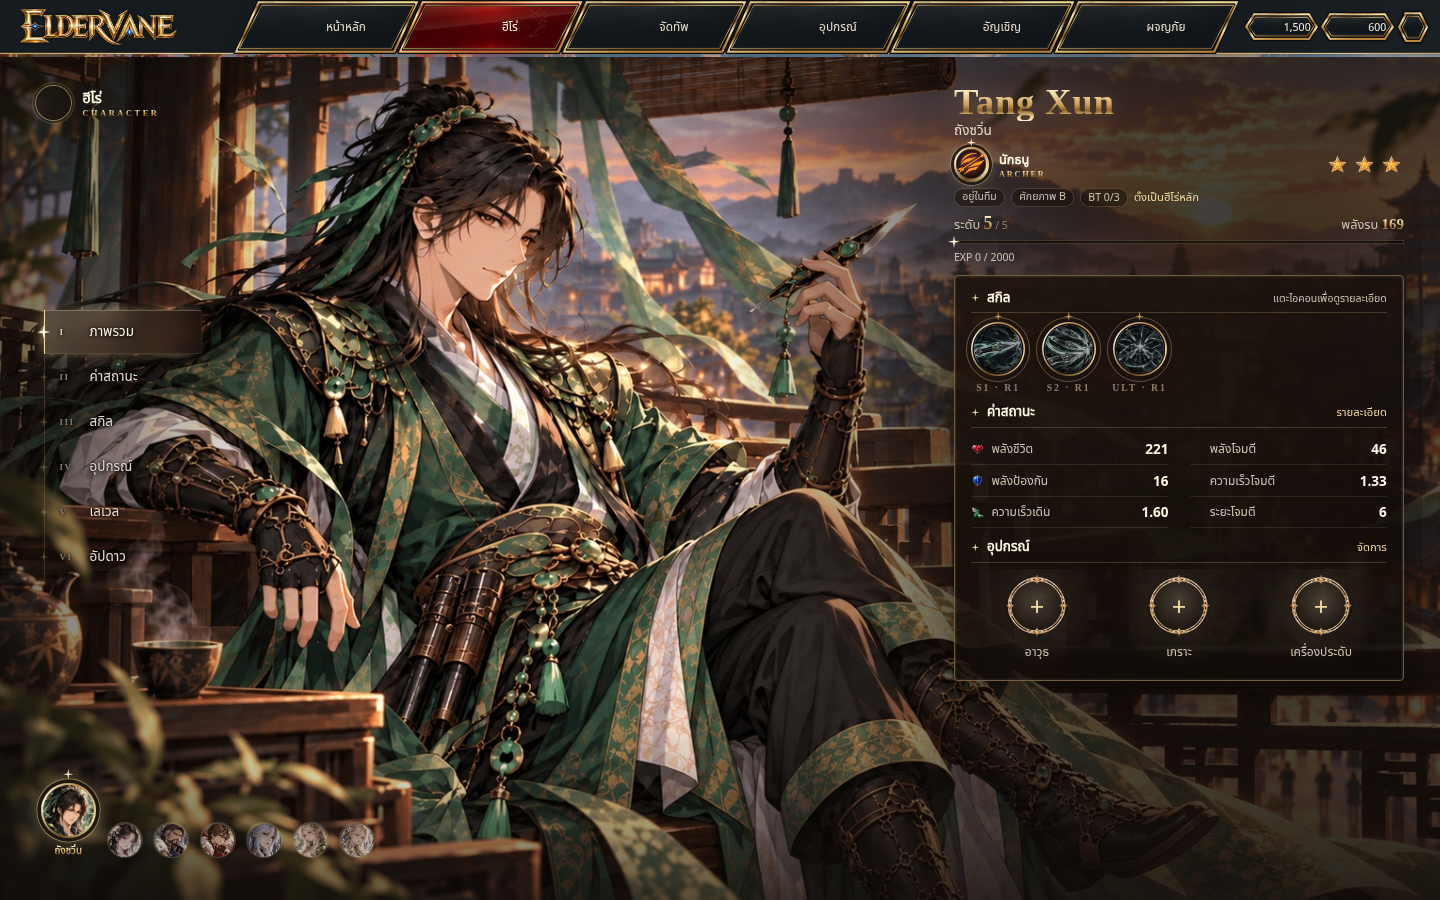 ELDERVANE
หน้าหลัก
ฮีโร่
จัดทัพ
อุปกรณ์
อัญเชิญ
ผจญภัย
1,500
600
ฮีโร่
CHARACTER
Tang Xun
ถังซวิ่น
นักธนู
ARCHER
อยู่ในทีม
ศักยภาพ B
BT 0/3
ตั้งเป็นฮีโร่หลัก
ระดับ 5 / 5
พลังรบ 169
EXP 0 / 2000
I ภาพรวม
II ค่าสถานะ
III สกิล
IV อุปกรณ์
V เลเวล
VI อัปดาว
สกิล
แตะไอคอนเพื่อดูรายละเอียด
S1 · R1
S2 · R1
ULT · R1
ค่าสถานะ
รายละเอียด
พลังชีวิต 221
พลังโจมตี 46
พลังป้องกัน 16
ความเร็วโจมตี 1.33
ความเร็วเดิน 1.60
ระยะโจมตี 6
อุปกรณ์
จัดการ
อาวุธ
เกราะ
เครื่องประดับ
ถังซวิ่น